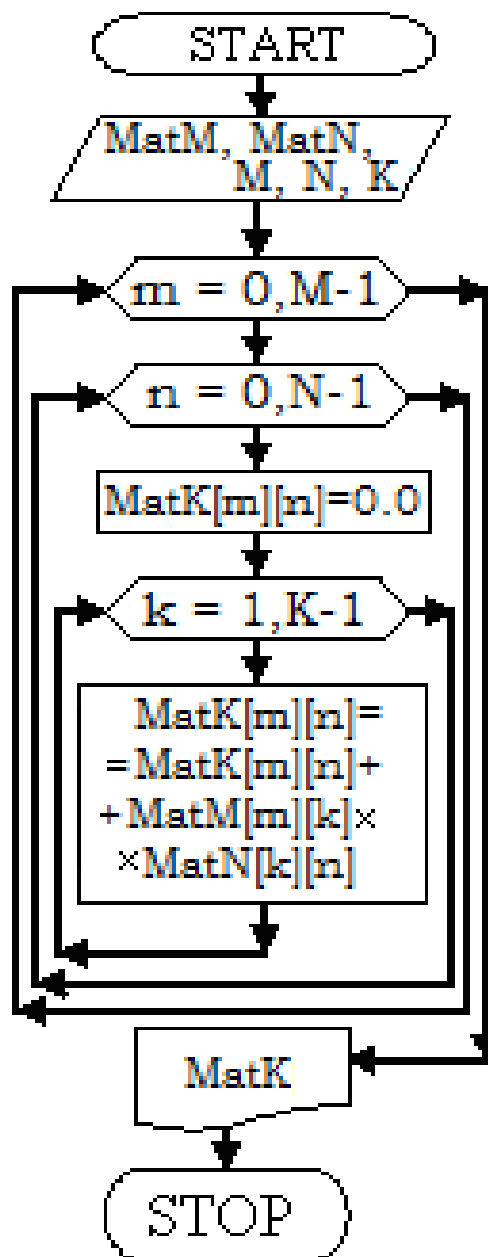 START
MatM, MatN,
M, N, K
m = 0,M-1
n = 0,N-1
MatK[m][n]=0.0
k = 1,K-1
MatK[m][n]=
=MatK[m][n]+
+MatM[m][k]×
×MatN[k][n]
MatK
STOP